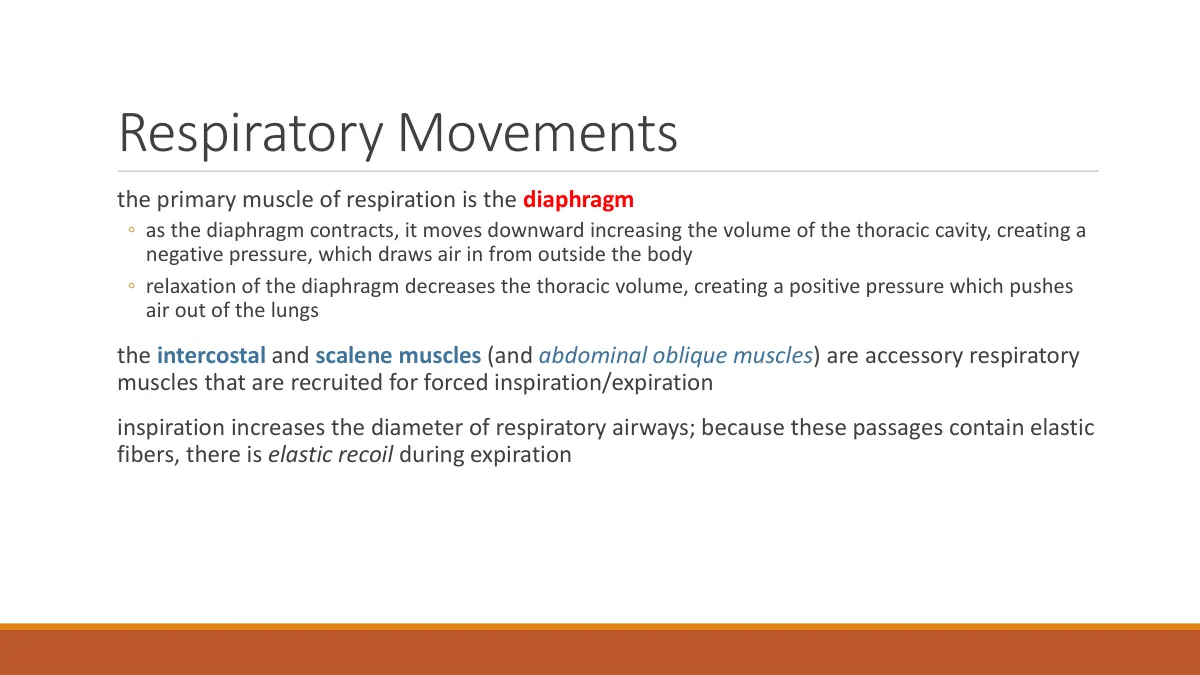 Respiratory Movements
the primary muscle of respiration is the diaphragm
◦ as the diaphragm contracts, it moves downward increasing the volume of the thoracic cavity, creating a
negative pressure, which draws air in from outside the body
◦ relaxation of the diaphragm decreases the thoracic volume, creating a positive pressure which pushes
air out of the lungs
the intercostal and scalene muscles (and abdominal oblique muscles) are accessory respiratory
muscles that are recruited for forced inspiration/expiration
inspiration increases the diameter of respiratory airways; because these passages contain elastic
fibers, there is elastic recoil during expiration